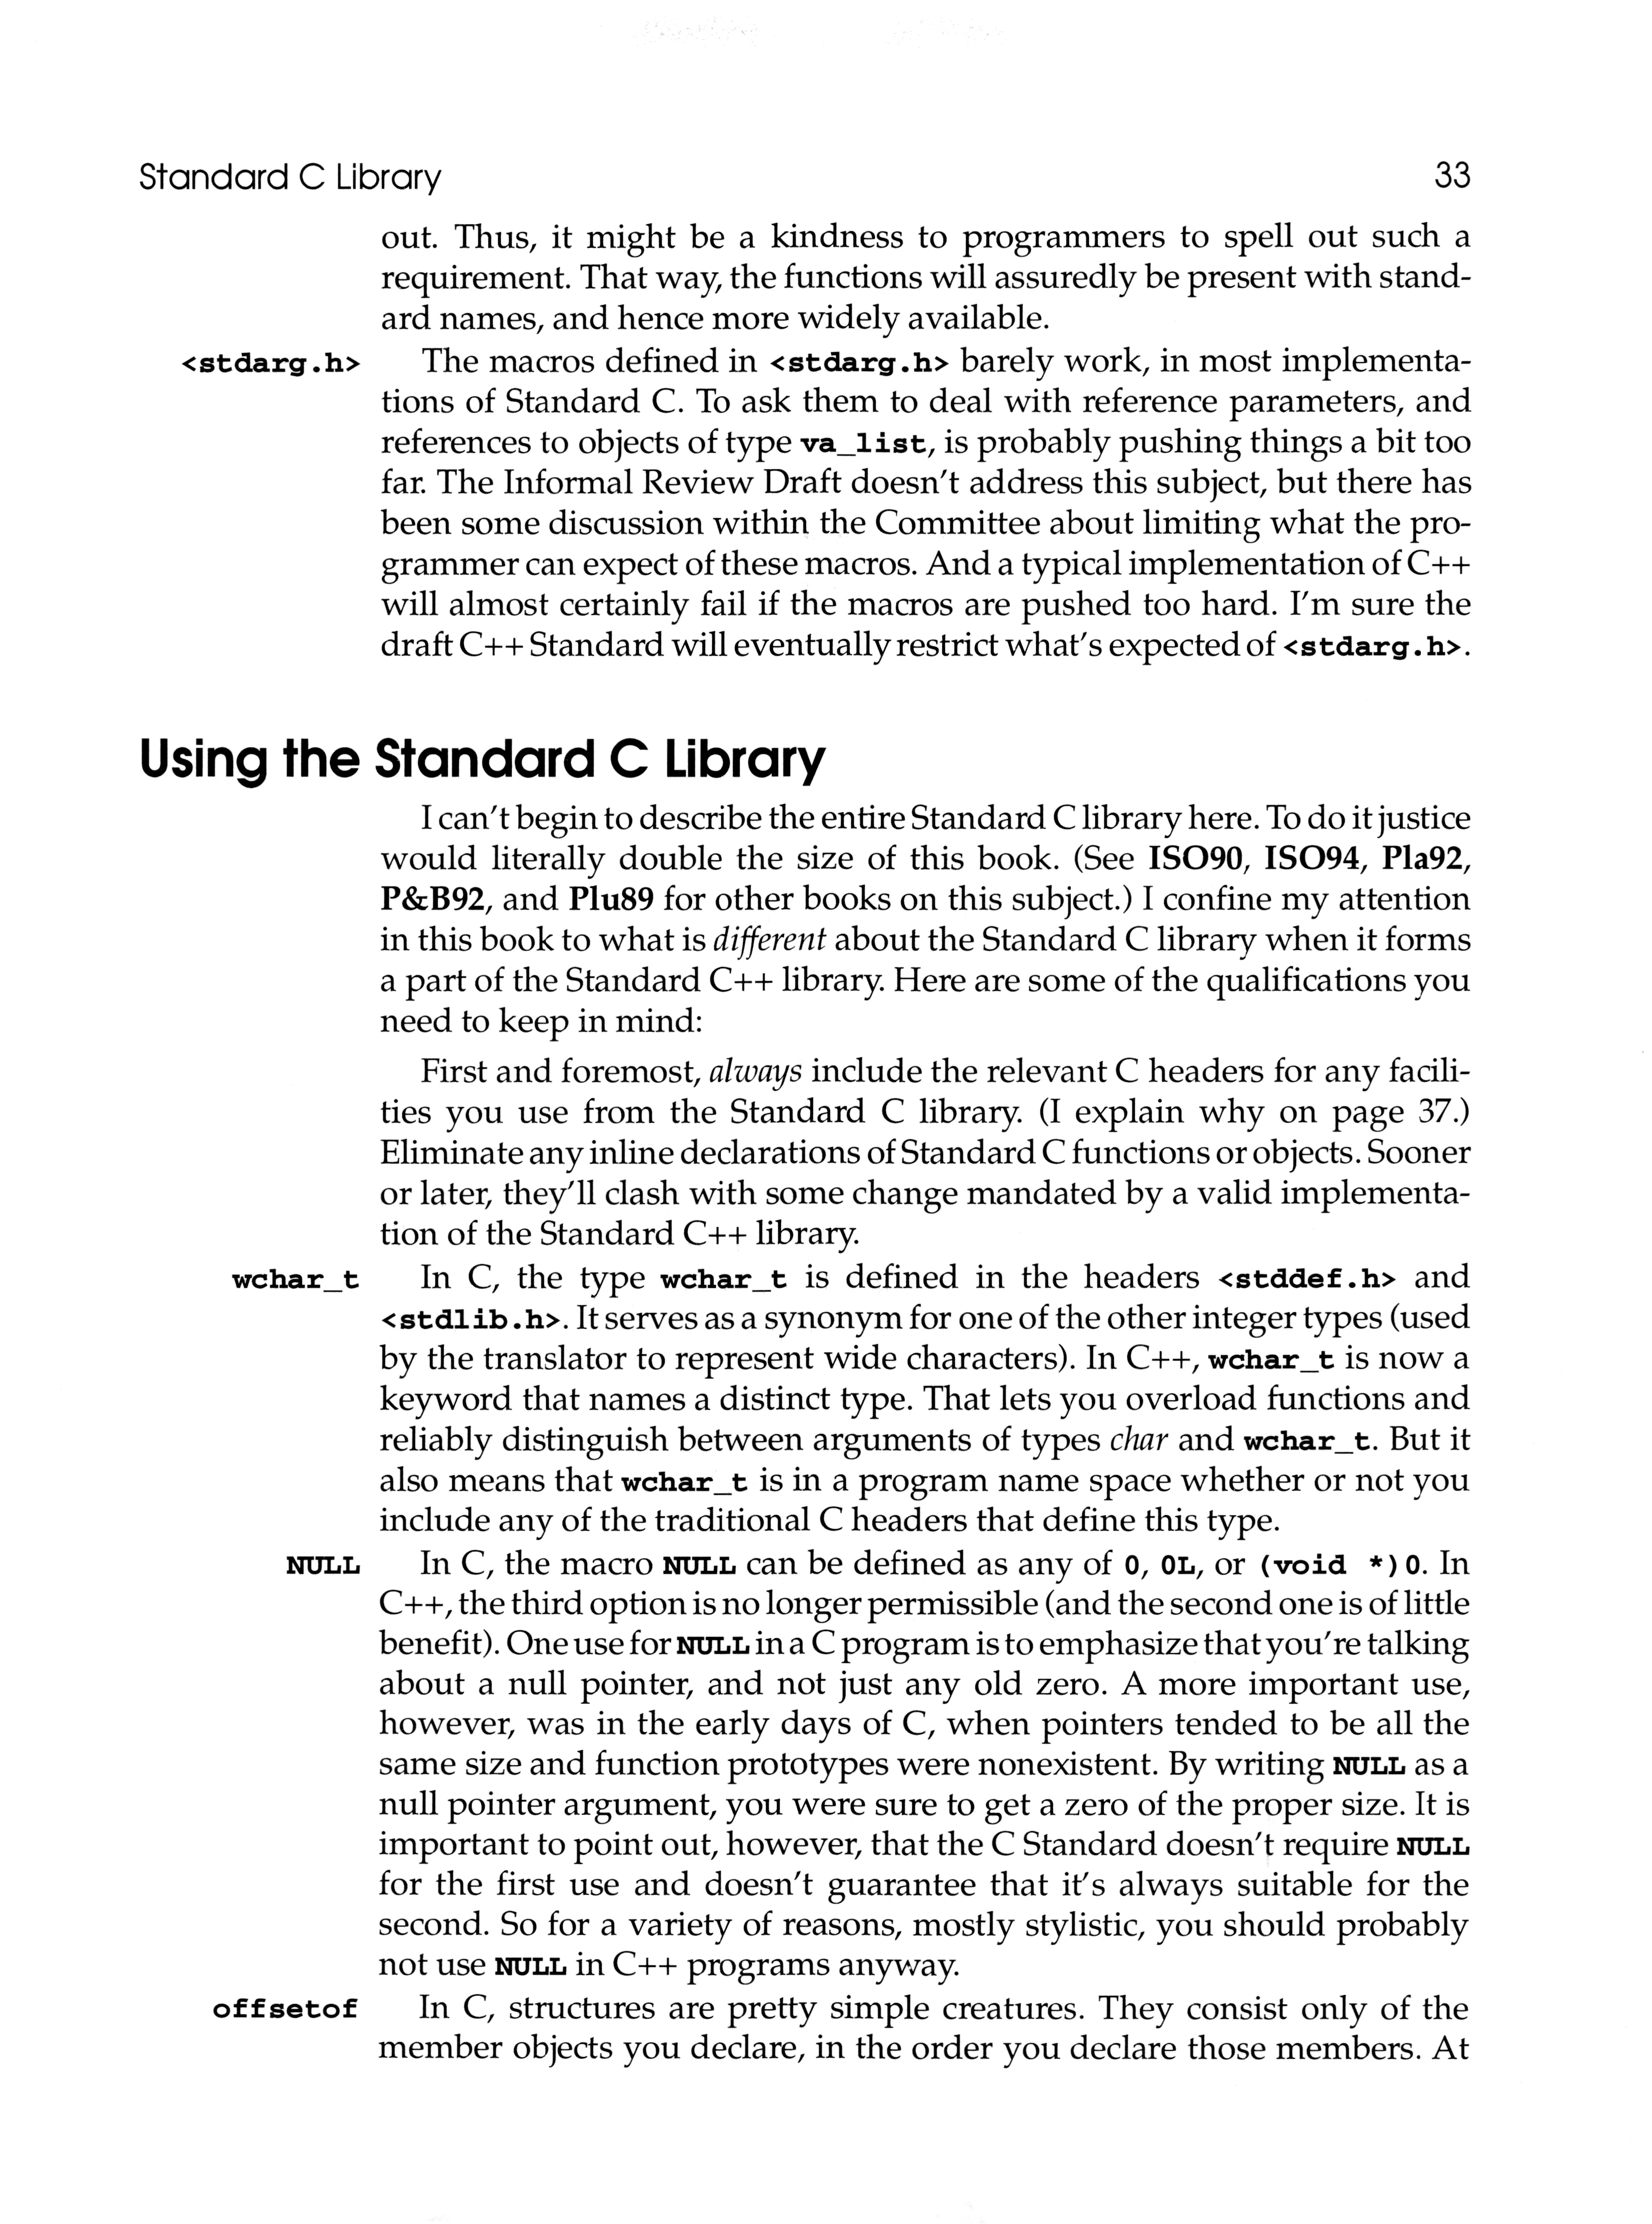 Standard C Library 33
out. Thus, it might be a kindness to programmers to spell out such a
requirement. That way, the functions will assuredly be present with stand-
ard names, and hence more widely available.
<stdarg.h> The macros defined in <stdarg.h> barely work, in most implementa-
tions of Standard C. To ask them to deal with reference parameters, and
references to objects of type va_list, is probably pushing things a bit too
far. The Informal Review Draft doesn't address this subject, but there has
been some discussion within the Committee about limiting what the pro-
grammer can expect of these macros. And a typical implementation of C++
will almost certainly fail if the macros are pushed too hard. I'm sure the
draft C++ Standard will eventually restrict what's expected of <stdarg.h>.
Using the Standard C Library
I can't begin to describe the entire Standard C library here. To do it justice
would literally double the size of this book. (See ISO90, ISO94, Pla92,
P&B92, and Plu89 for other books on this subject.) I confine my attention
in this book to what is different about the Standard C library when it forms
a part of the Standard C++ library. Here are some of the qualifications you
need to keep in mind:
First and foremost, always include the relevant C headers for any facili-
ties you use from the Standard C library. (I explain why on page 37.)
Eliminate any inline declarations of Standard C functions or objects. Sooner
or later, they'll clash with some change mandated by a valid implementa-
tion of the Standard C++ library.
wchar_t In C, the type wchar_t is defined in the headers <stddef.h> and
<stdlib.h>. It serves as a synonym for one of the other integer types (used
by the translator to represent wide characters). In C++, wchar_t is now a
keyword that names a distinct type. That lets you overload functions and
reliably distinguish between arguments of types char and wchar_t. But it
also means that wchar_t is in a program name space whether or not you
include any of the traditional C headers that define this type.
NULL In C, the macro NULL can be defined as any of 0, 0L, or (void *)0. In
C++, the third option is no longer permissible (and the second one is of little
benefit). One use for NULL in a C program is to emphasize that you're talking
about a null pointer, and not just any old zero. A more important use,
however, was in the early days of C, when pointers tended to be all the
same size and function prototypes were nonexistent. By writing NULL as a
null pointer argument, you were sure to get a zero of the proper size. It is
important to point out, however, that the C Standard doesn't require NULL
for the first use and doesn't guarantee that it's always suitable for the
second. So for a variety of reasons, mostly stylistic, you should probably
not use NULL in C++ programs anyway.
offsetof In C, structures are pretty simple creatures. They consist only of the
member objects you declare, in the order you declare those members. At